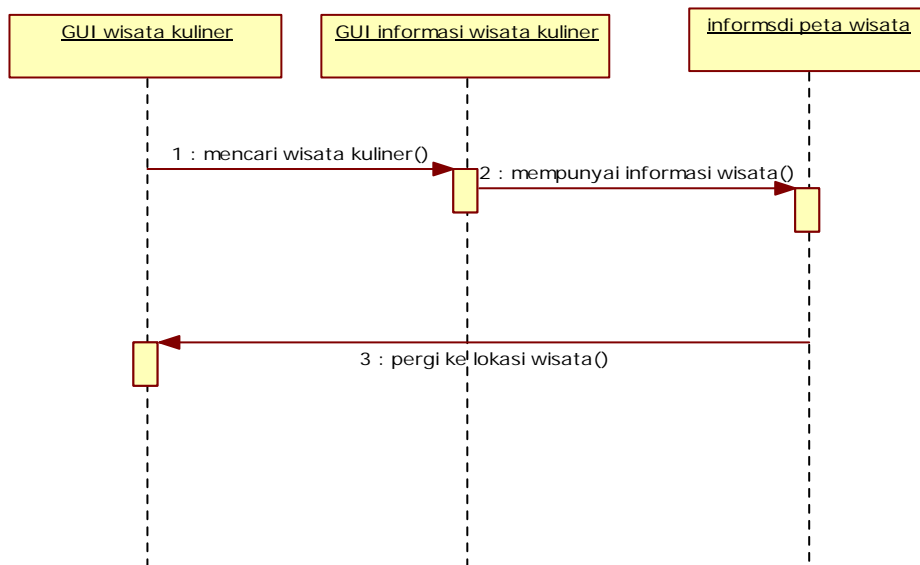 GUI wisata kuliner
GUI informasi wisata kuliner
informsdi peta wisata
1 : mencari wisata kuliner()
2 : mempunyai informasi wisata()
3 : pergi ke lokasi wisata()